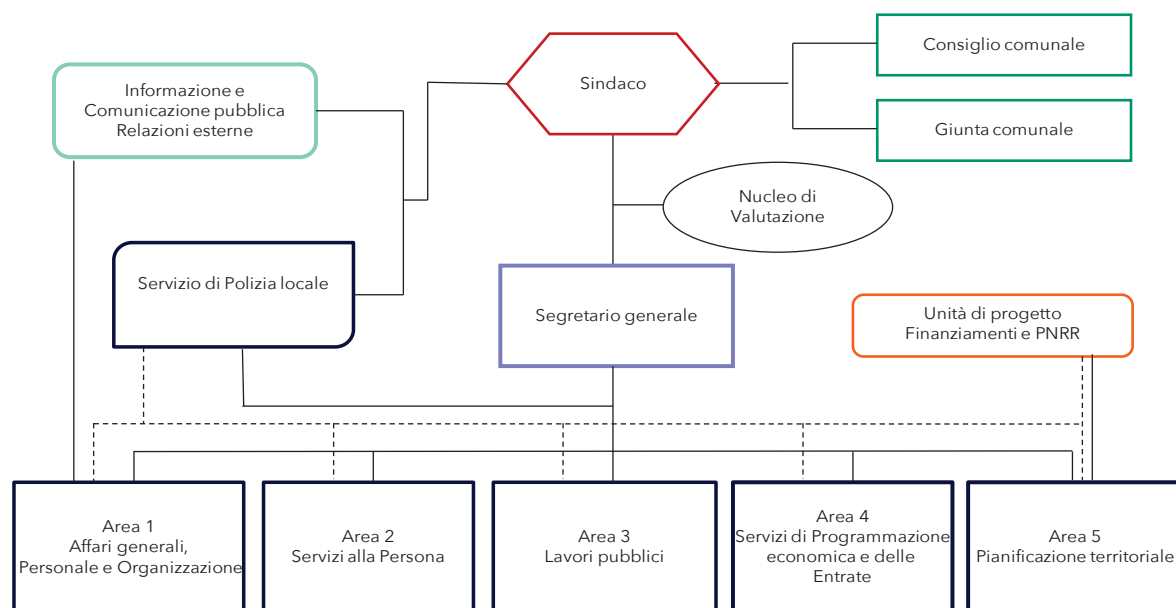 Consiglio comunale
Sindaco
Informazione e
Comunicazione pubblica
Relazioni esterne
Giunta comunale
Nucleo di
Valutazione
Servizio di Polizia locale
Segretario generale
Unità di progetto
Finanziamenti e PNRR
Area 1
Affari generali,
Personale e Organizzazione
Area 2
Servizi alla Persona
Area 3
Lavori pubblici
Area 4
Servizi di Programmazione
economica e delle
Entrate
Area 5
Pianificazione territoriale